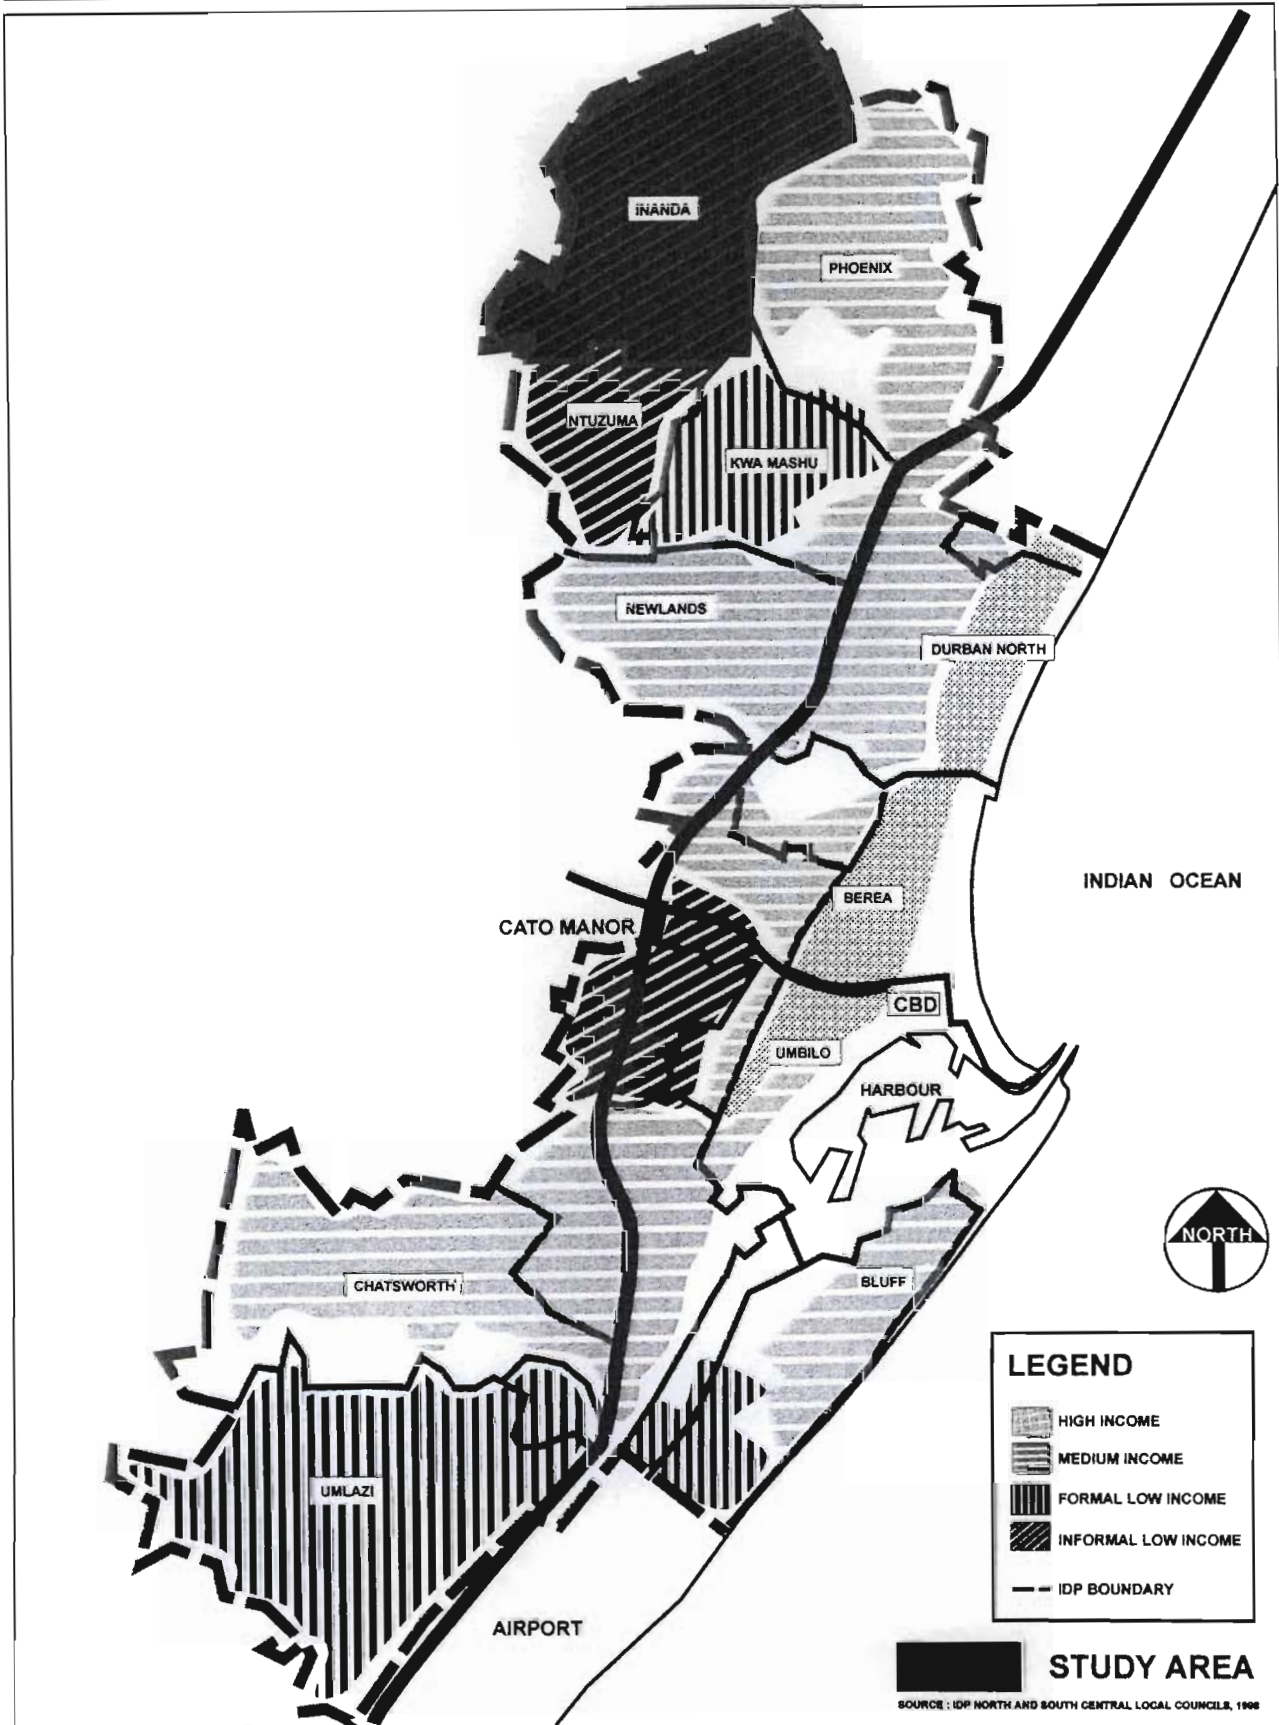 INANDA
PHOENIX
NTUZUMA
KWA MASHU
NEWLANDS
DURBAN NORTH
INDIAN OCEAN
BEREA
CATO MANOR
CBD
UMBILO
HARBOUR
NORTH
CHATSWORTH
BLUFF
LEGEND
HIGH INCOME
MEDIUM INCOME
FORMAL LOW INCOME
INFORMAL LOW INCOME
IDP BOUNDARY
UMLAZI
AIRPORT
STUDY AREA
SOURCE : IDP NORTH AND SOUTH CENTRAL LOCAL COUNCILS, 1998